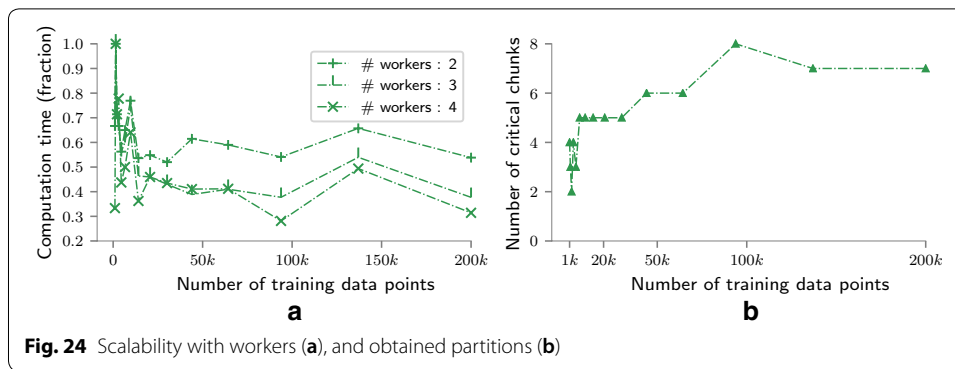 1.0
0.9
0.8
0.7
0.6
0.5
0.4
0.3
0.2
Computation time (fraction)
# workers : 2
# workers : 3
# workers : 4
0 50k 100k 150k 200k
Number of training data points
a
8
6
4
2
0
Number of critical chunks
1k 20k 50k 100k 200k
Number of training data points
b
Fig. 24 Scalability with workers (a), and obtained partitions (b)